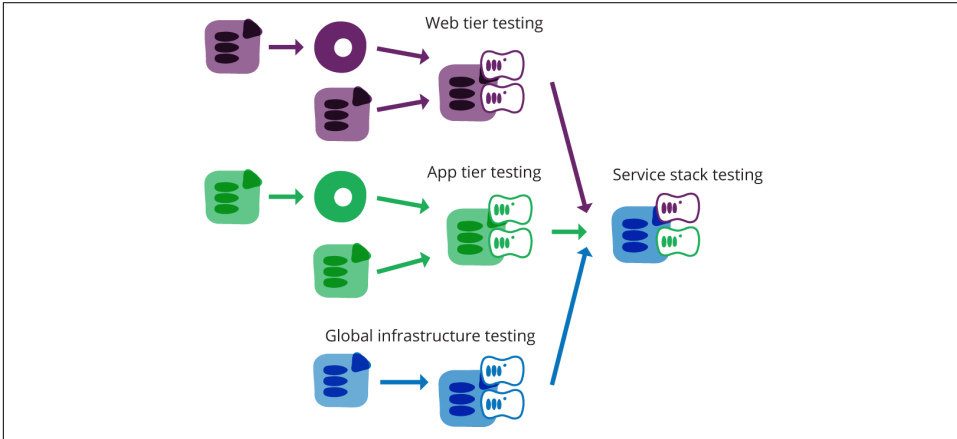 Web tier testing
App tier testing
Service stack testing
Global infrastructure testing